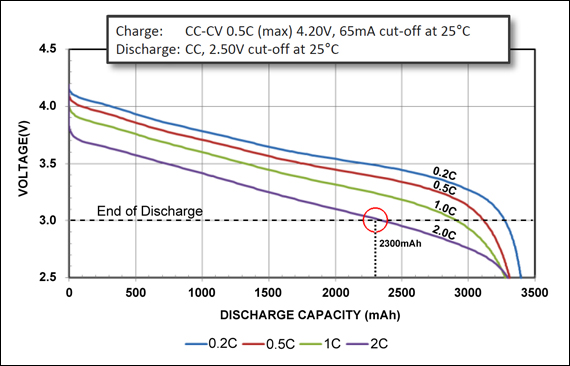 Charge: CC-CV 0.5C (max) 4.20V, 65mA cut-off at 25°C
Discharge: CC, 2.50V cut-off at 25°C
4.5
4.0
3.5
3.0
2.5
VOLTAGE(V)
0.2C
0.5C
1.0C
2.0C
End of Discharge
2300mAh
0 500 1000 1500 2000 2500 3000 3500
DISCHARGE CAPACITY (mAh)
0.2C 0.5C 1C 2C